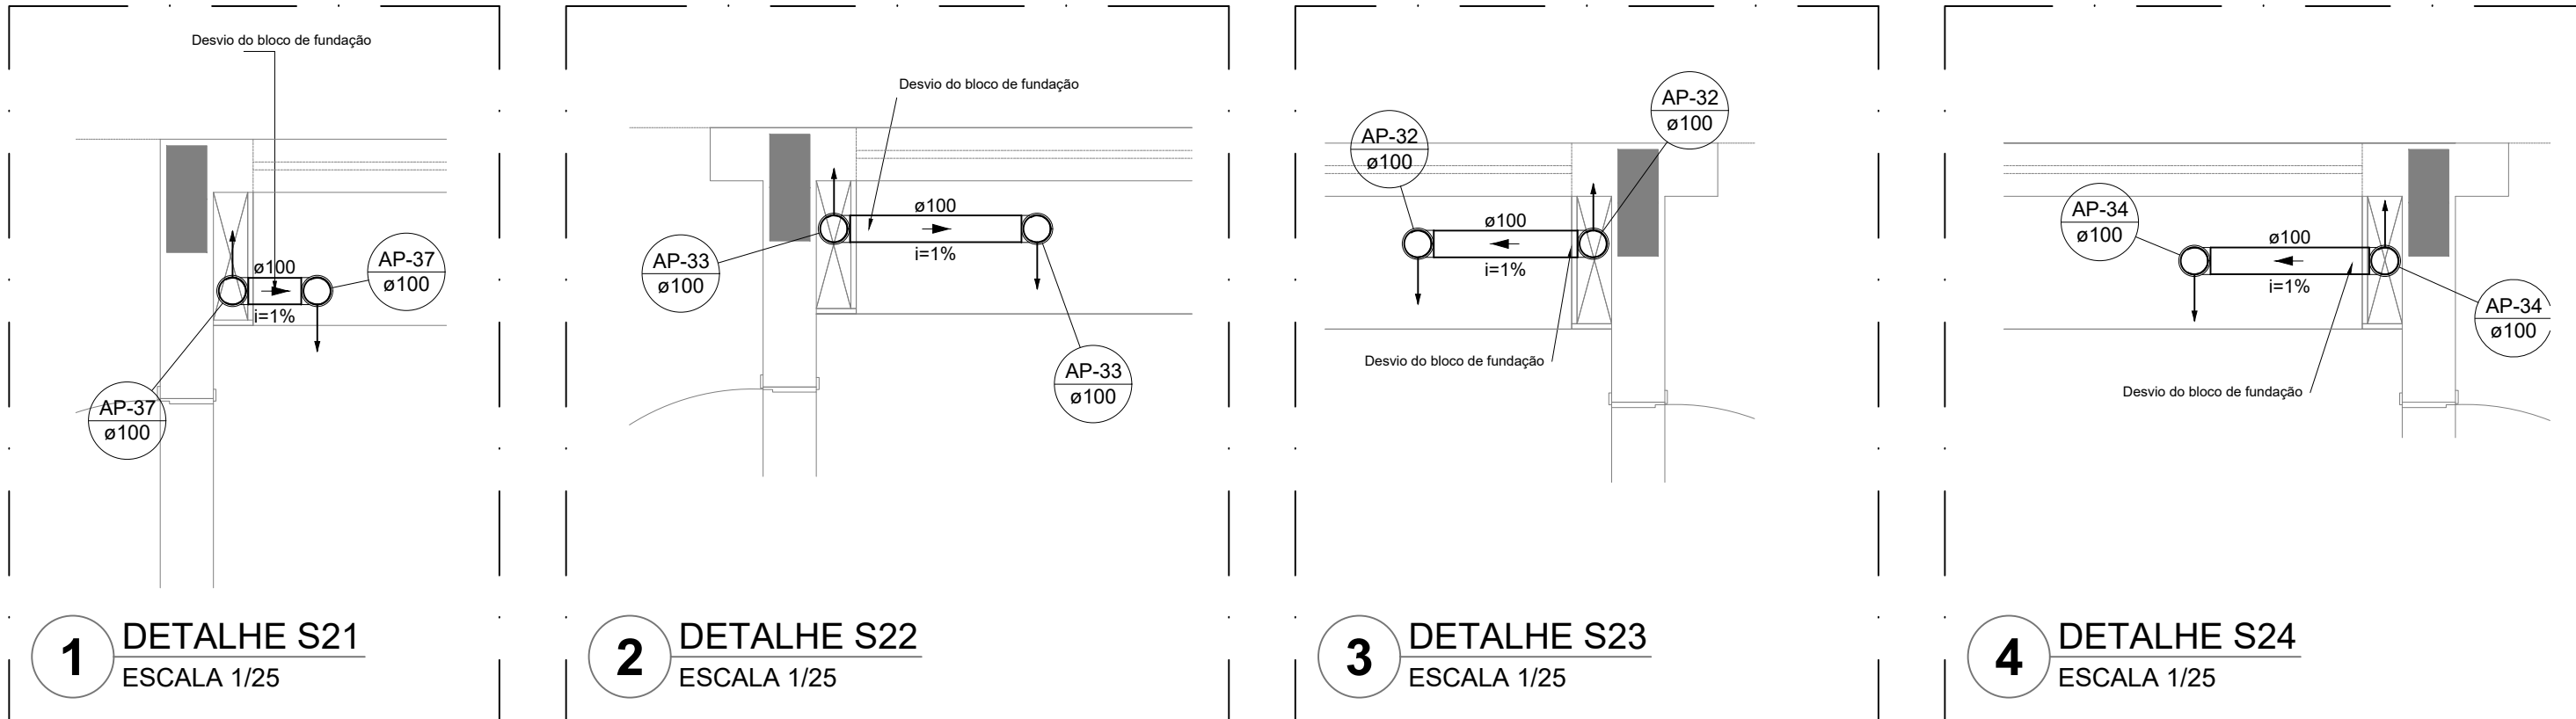 Desvio do bloco de fundação
ø100
i=1%
AP-37
ø100
AP-37
ø100
1
DETALHE S21
ESCALA 1/25
Desvio do bloco de fundação
ø100
i=1%
AP-33
ø100
AP-33
ø100
2
DETALHE S22
ESCALA 1/25
AP-32
ø100
AP-32
ø100
ø100
i=1%
Desvio do bloco de fundação
3
DETALHE S23
ESCALA 1/25
AP-34
ø100
ø100
i=1%
AP-34
ø100
Desvio do bloco de fundação
4
DETALHE S24
ESCALA 1/25